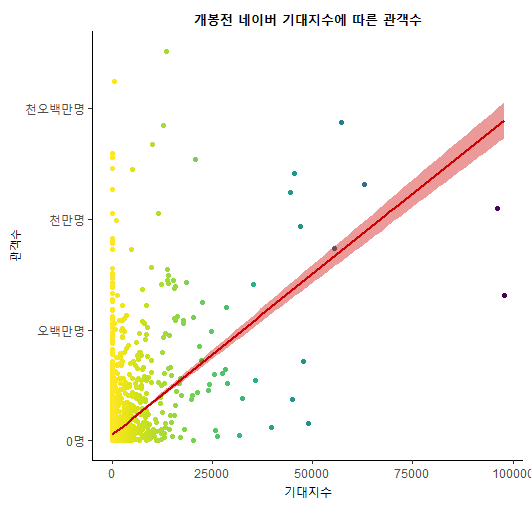 개봉전 네이버 기대지수에 따른 관객수
천오백만명
천만명
오백만명
0명
관객수
0
25000
50000
75000
100000
기대지수